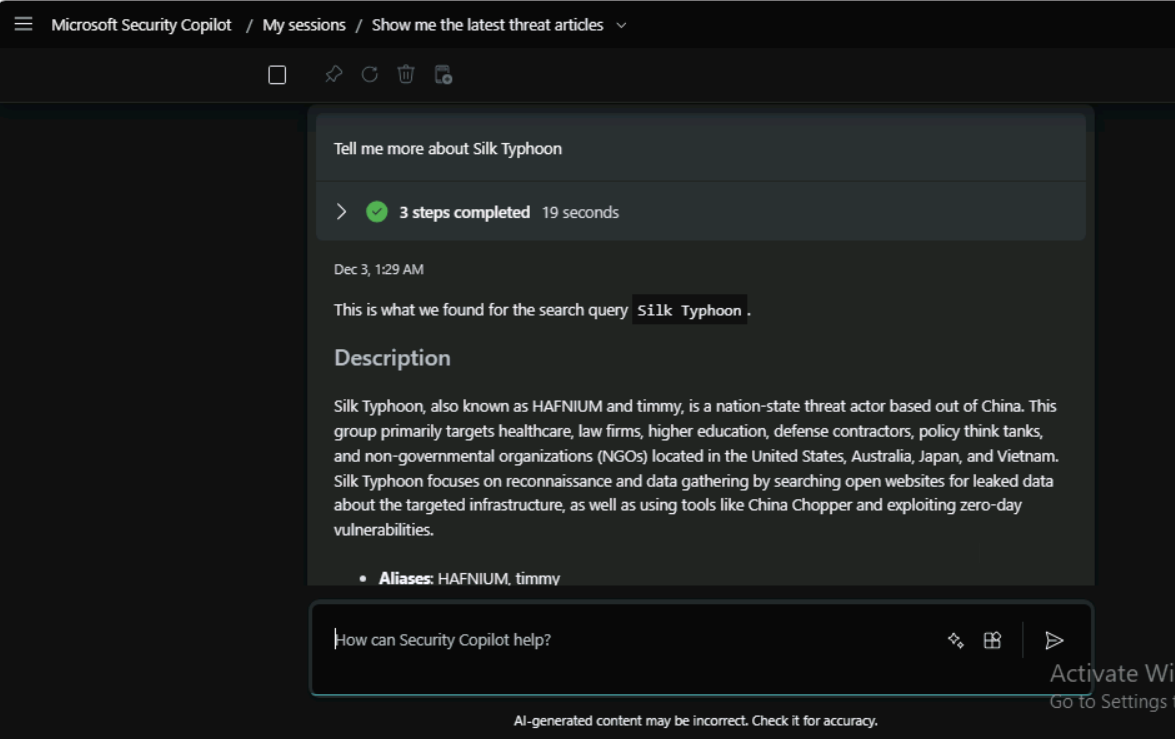 Microsoft Security Copilot / My sessions / Show me the latest threat articles
Tell me more about Silk Typhoon
3 steps completed 19 seconds
Dec 3, 1:29 AM
This is what we found for the search query Silk Typhoon.
Description
Silk Typhoon, also known as HAFNIUM and timmy, is a nation-state threat actor based out of China. This
group primarily targets healthcare, law firms, higher education, defense contractors, policy think tanks,
and non-governmental organizations (NGOs) located in the United States, Australia, Japan, and Vietnam.
Silk Typhoon focuses on reconnaissance and data gathering by searching open websites for leaked data
about the targeted infrastructure, as well as using tools like China Chopper and exploiting zero-day
vulnerabilities.
• Aliases: HAFNIUM, timmy
How can Security Copilot help?
Activate Wi
Go to Settings
AI-generated content may be incorrect. Check it for accuracy.